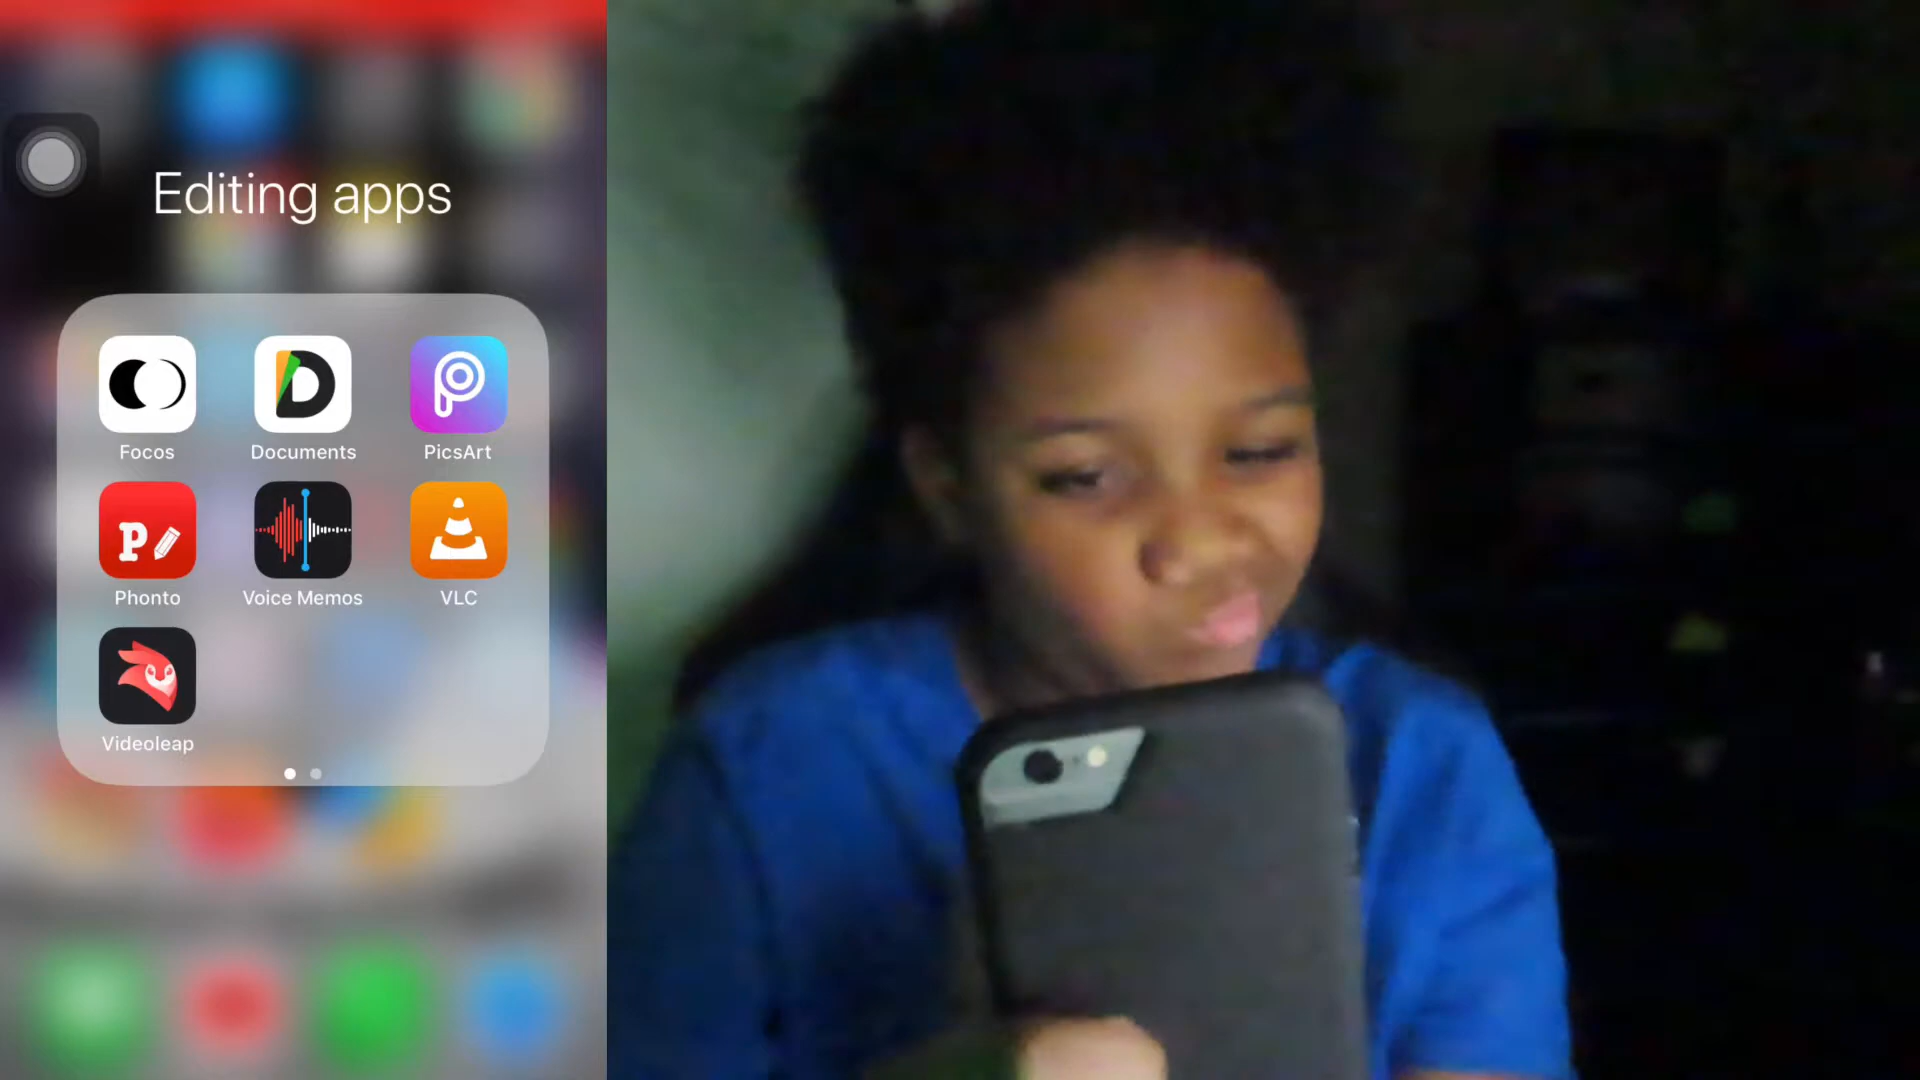 Editing apps
Focos
Documents
PicsArt
Phonto
Voice Memos
VLC
Videoleap